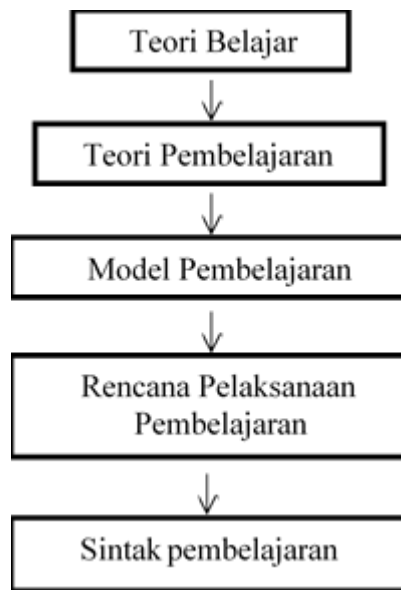 Teori Belajar
Teori Pembelajaran
Model Pembelajaran
Rencana Pelaksanaan
Pembelajaran
Sintak pembelajaran